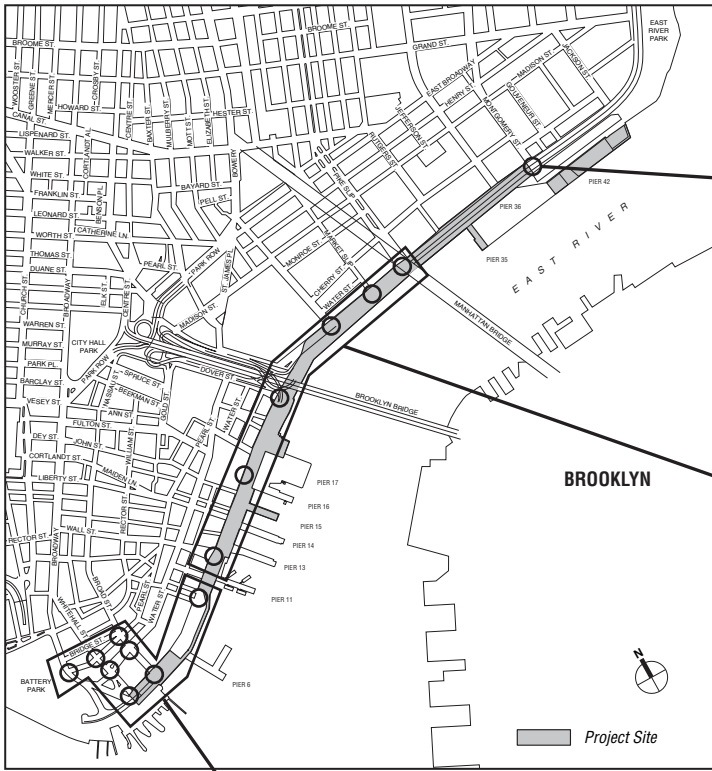 EAST
RIVER
PARK
BROOME ST.
GRAND ST.
BROOME ST.
WOOSTER ST.
GREENE ST.
MERCER ST.
CROSBY ST.
HOWARD ST.
CANAL ST.
LISPENARD ST.
WALKER ST.
WHITE ST.
FRANKLIN ST.
LEONARD ST.
WORTH ST.
THOMAS ST.
DUANE ST.
CORTLANDT AL.
BENSON PL.
CATHERINE LN.
CENTRE ST.
BAXTER ST.
MULBERRY ST.
MOTT ST.
ELIZABETH ST.
HESTER ST.
BOWERY
BAYARD ST.
PELL ST.
EAST BROADWAY
HENRY ST.
MADISON ST.
JACKSON ST.
GOUVENEUR ST.
MONTGOMERY ST.
JEFFERSON ST.
RUTGERS ST.
PIKE SLIP
MARKET SLIP
MONROE ST.
CHERRY ST.
WATER ST.
PIER 42
PIER 36
PIER 35
EAST RIVER
MANHATTAN BRIDGE
PEARL ST.
PARK ROW
ST. JAMES PL.
MADISON ST.
CHURCH ST.
BROADWAY
ELK ST.
CENTRE ST.
WARREN ST.
MURRAY ST.
PARK PL.
BARCLAY ST.
VESEY ST.
CITY HALL
PARK
PARK ROW
SPRUCE ST.
BEEKMAN ST.
NASSAU ST.
ANN ST.
FULTON ST.
GOLD ST.
DOVER ST.
WATER ST.
PEARL ST.
BROOKLYN BRIDGE
DEY ST.
JOHN ST.
CORTLANDT ST.
WILLIAM ST.
MAIDEN LN.
LIBERTY ST.
BROOKLYN
PIER 17
PIER 16
PIER 15
PIER 14
PIER 13
PIER 11
RECTOR ST.
WALL ST.
RECTOR ST.
BROADWAY
BROAD ST.
PEARL ST.
WATER ST.
WHITEHALL ST.
BRIDGE ST.
BATTERY
PARK
PIER 6
N
Project Site